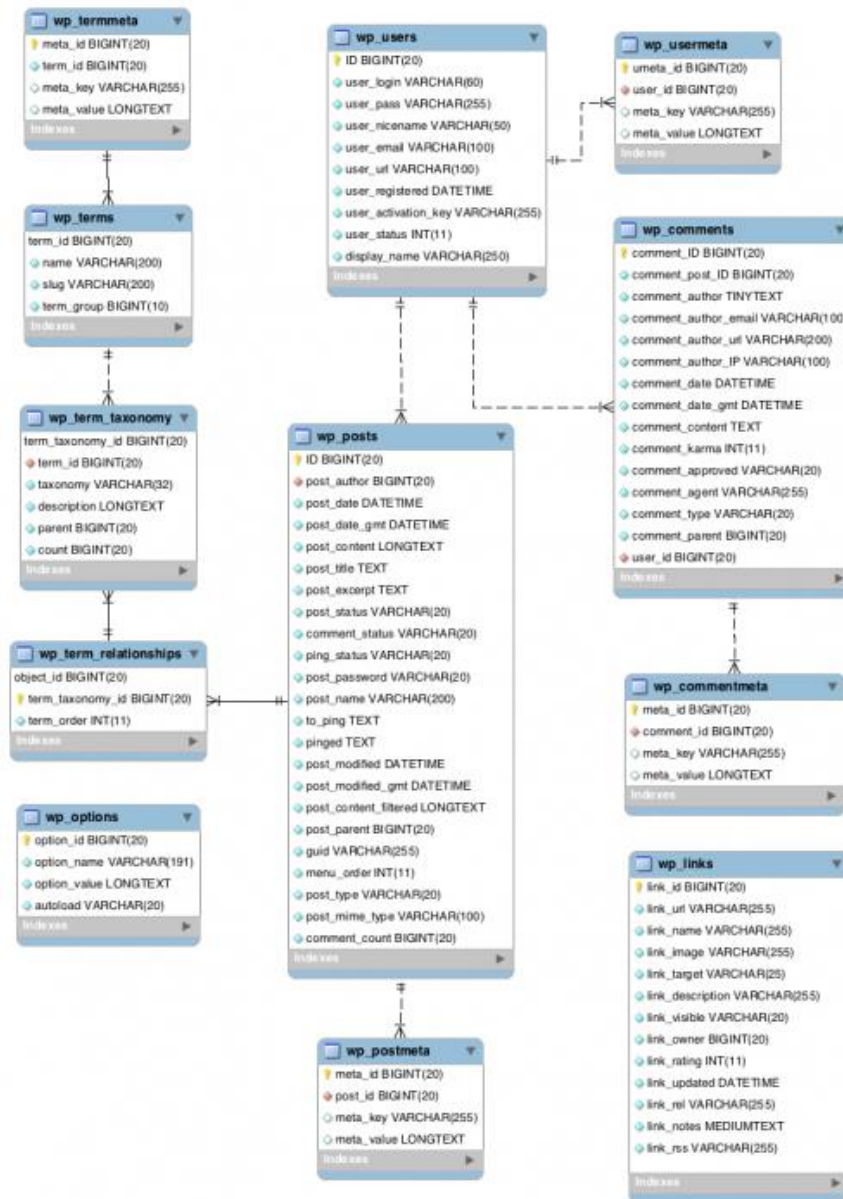 wp_termmeta
meta_id BIGINT(20)
term_id BIGINT(20)
meta_key VARCHAR(255)
meta_value LONGTEXT
Indexes
wp_terms
term_id BIGINT(20)
name VARCHAR(200)
slug VARCHAR(200)
term_group BIGINT(10)
Indexes
wp_term_taxonomy
term_taxonomy_id BIGINT(20)
term_id BIGINT(20)
taxonomy VARCHAR(32)
description LONGTEXT
parent BIGINT(20)
count BIGINT(20)
Indexes
wp_term_relationships
object_id BIGINT(20)
term_taxonomy_id BIGINT(20)
term_order INT(11)
Indexes
wp_options
option_id BIGINT(20)
option_name VARCHAR(191)
option_value LONGTEXT
autoload VARCHAR(20)
Indexes
wp_users
ID BIGINT(20)
user_login VARCHAR(60)
user_pass VARCHAR(255)
user_nicename VARCHAR(50)
user_email VARCHAR(100)
user_url VARCHAR(100)
user_registered DATETIME
user_activation_key VARCHAR(255)
user_status INT(11)
display_name VARCHAR(250)
Indexes
wp_posts
ID BIGINT(20)
post_author BIGINT(20)
post_date DATETIME
post_date_gmt DATETIME
post_content LONGTEXT
post_title TEXT
post_excerpt TEXT
post_status VARCHAR(20)
comment_status VARCHAR(20)
ping_status VARCHAR(20)
post_password VARCHAR(20)
post_name VARCHAR(200)
to_ping TEXT
pinged TEXT
post_modified DATETIME
post_modified_gmt DATETIME
post_content_filtered LONGTEXT
post_parent BIGINT(20)
guid VARCHAR(255)
menu_order INT(11)
post_type VARCHAR(20)
post_mime_type VARCHAR(100)
comment_count BIGINT(20)
Indexes
wp_postmeta
meta_id BIGINT(20)
post_id BIGINT(20)
meta_key VARCHAR(255)
meta_value LONGTEXT
Indexes
wp_usermeta
umeta_id BIGINT(20)
user_id BIGINT(20)
meta_key VARCHAR(255)
meta_value LONGTEXT
Indexes
wp_comments
comment_ID BIGINT(20)
comment_post_ID BIGINT(20)
comment_author TINYTEXT
comment_author_email VARCHAR(100
comment_author_url VARCHAR(200)
comment_author_IP VARCHAR(100)
comment_date DATETIME
comment_date_gmt DATETIME
comment_content TEXT
comment_karma INT(11)
comment_approved VARCHAR(20)
comment_agent VARCHAR(255)
comment_type VARCHAR(20)
comment_parent BIGINT(20)
user_id BIGINT(20)
Indexes
wp_commentmeta
meta_id BIGINT(20)
comment_id BIGINT(20)
meta_key VARCHAR(255)
meta_value LONGTEXT
Indexes
wp_links
link_id BIGINT(20)
link_url VARCHAR(255)
link_name VARCHAR(255)
link_image VARCHAR(255)
link_target VARCHAR(25)
link_description VARCHAR(255)
link_visible VARCHAR(20)
link_owner BIGINT(20)
link_rating INT(11)
link_updated DATETIME
link_rel VARCHAR(255)
link_notes MEDIUMTEXT
link_rss VARCHAR(255)
Indexes